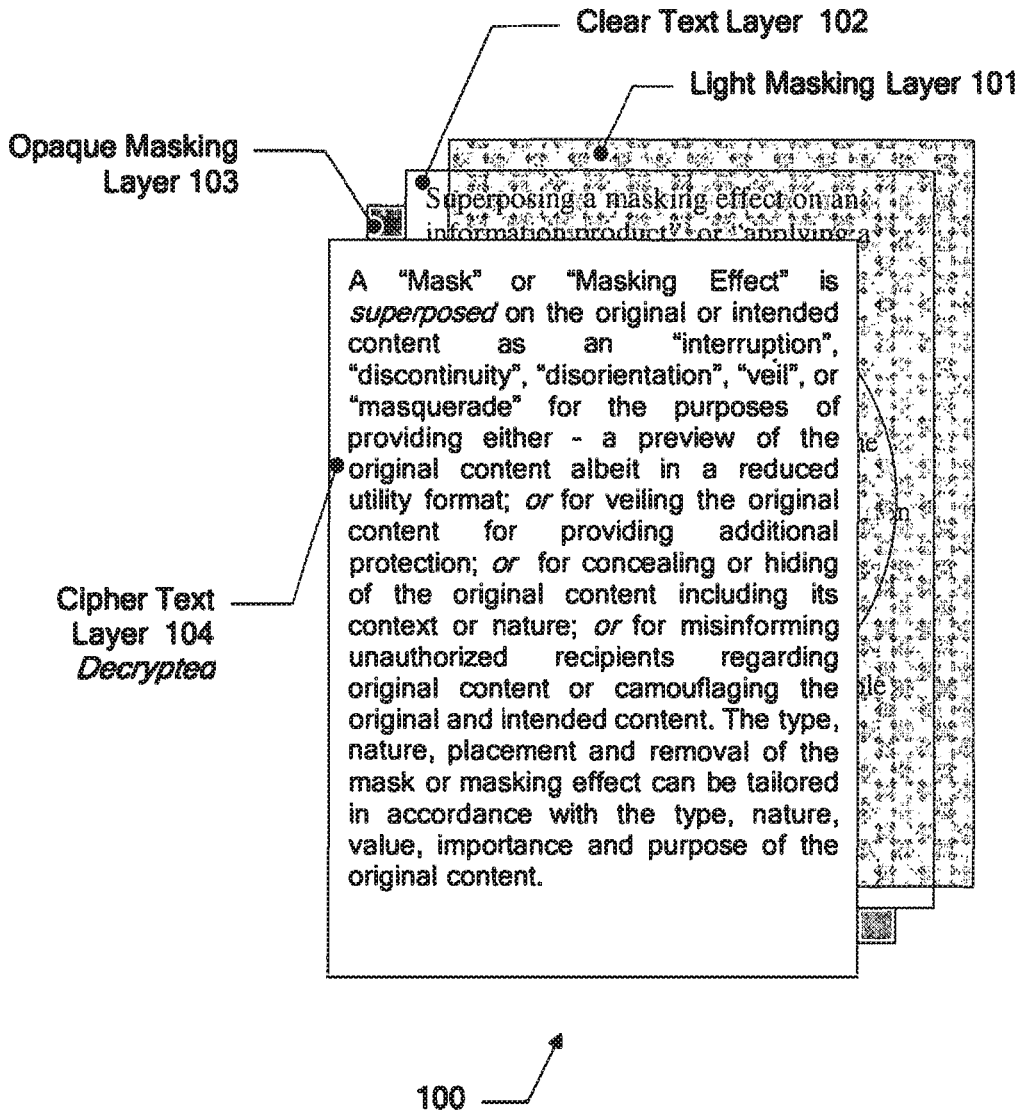 Clear Text Layer 102
Light Masking Layer 101
Opaque Masking
Layer 103
Superposing a masking effect on an
information product" or "applying a
A "Mask" or "Masking Effect" is
superposed on the original or intended
content as an "interruption",
"discontinuity", "disorientation", "veil", or
"masquerade" for the purposes of
providing either - a preview of the
original content albeit in a reduced
utility format; or for veiling the original
content for providing additional
protection; or for concealing or hiding
of the original content including its
context or nature; or for misinforming
unauthorized recipients regarding
original content or camouflaging the
original and intended content. The type,
nature, placement and removal of the
mask or masking effect can be tailored
in accordance with the type, nature,
value, importance and purpose of the
original content.
Cipher Text
Layer 104
Decrypted
100